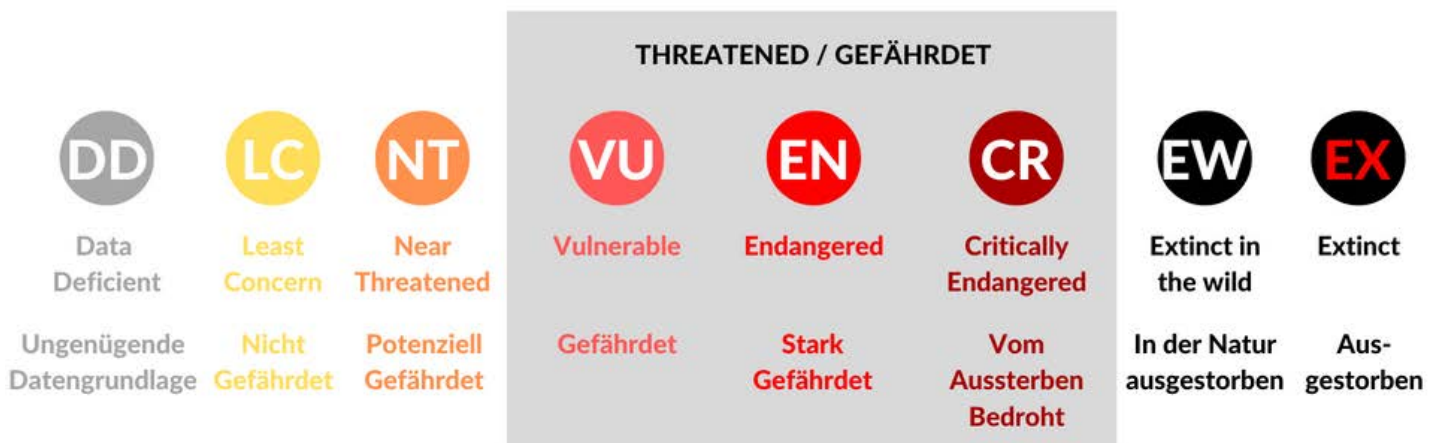 THREATENED / GEFÄHRDET
DD
LC
NT
VU
EN
CR
EW
EX
Data
Deficient
Least
Concern
Near
Threatened
Vulnerable
Endangered
Critically
Endangered
Extinct in
the wild
Extinct
Ungenügende
Datengrundlage
Nicht
Gefährdet
Potenziell
Gefährdet
Gefährdet
Stark
Gefährdet
Vom
Aussterben
Bedroht
In der Natur
ausgestorben
Aus-
gestorben